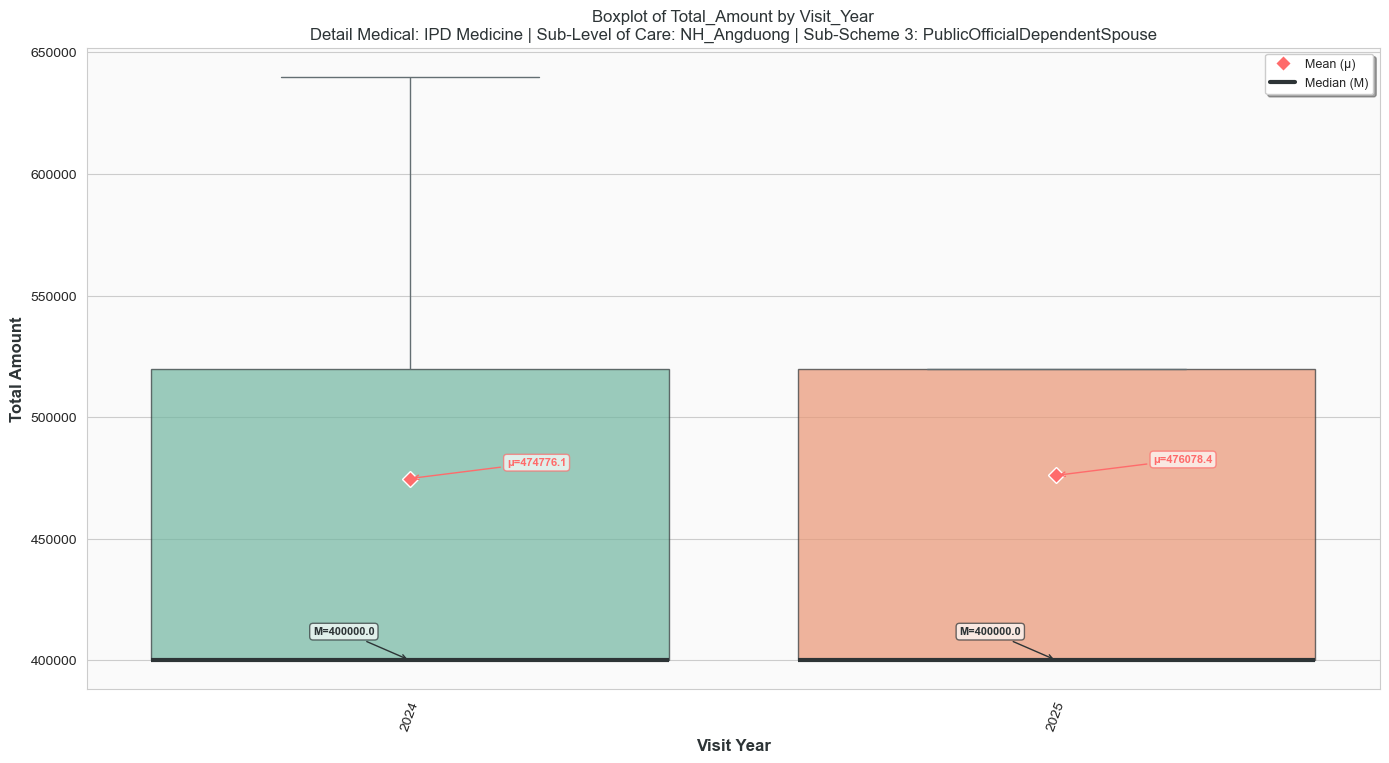 Boxplot of Total_Amount by Visit_Year
Detail Medical: IPD Medicine | Sub-Level of Care: NH_Angduong | Sub-Scheme 3: PublicOfficialDependentSpouse
650000
Mean (μ)
Median (M)
600000
550000
Total Amount
500000
μ=474776.1
μ=476078.4
450000
M=400000.0
M=400000.0
400000
2024
2025
Visit Year